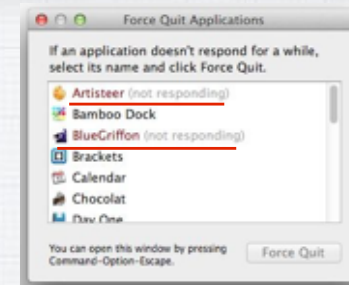 Force Quit Applications
If an application doesn't respond for a while,
select its name and click Force Quit.
Artisteer (not responding)
Bamboo Dock
BlueGriffon (not responding)
Brackets
Calendar
Chocolat
Day One
You can open this window by pressing
Command-Option-Escape.
Force Quit